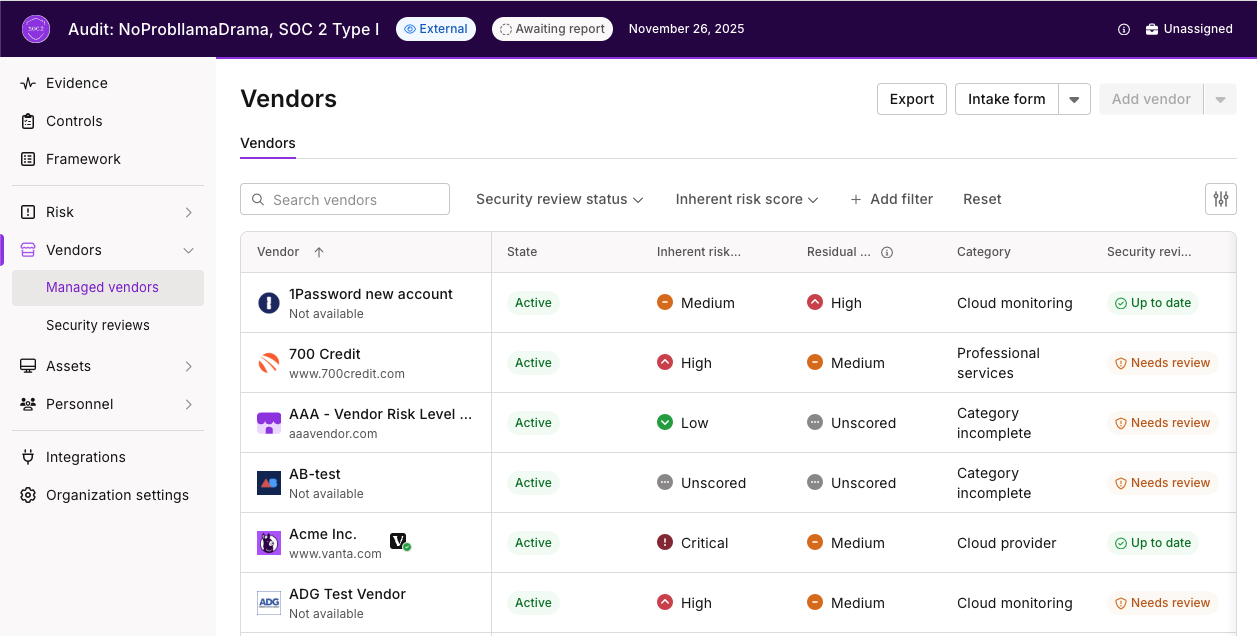 SOC 2
Audit: NoProbllamaDrama, SOC 2 Type I
External
Awaiting report
November 26, 2025
Unassigned
Evidence
Controls
Framework
Risk
Vendors
Managed vendors
Security reviews
Assets
Personnel
Integrations
Organization settings
Vendors
Export
Intake form
Add vendor
Vendors
Search vendors
Security review status
Inherent risk score
Add filter
Reset
Vendor State Inherent risk... Residual ... Category Security revi...
1Password new account
Not available
Active Medium High Cloud monitoring Up to date
700 Credit
www.700credit.com
Active High Medium Professional
services
Needs review
AAA - Vendor Risk Level ...
aaavendor.com
Active Low Unscored Category
incomplete
Needs review
AB-test
Not available
Active Unscored Unscored Category
incomplete
Needs review
Acme Inc.
www.vanta.com
V
Active Critical Medium Cloud provider Up to date
ADG
ADG Test Vendor
Not available
Active High Medium Cloud monitoring Needs review